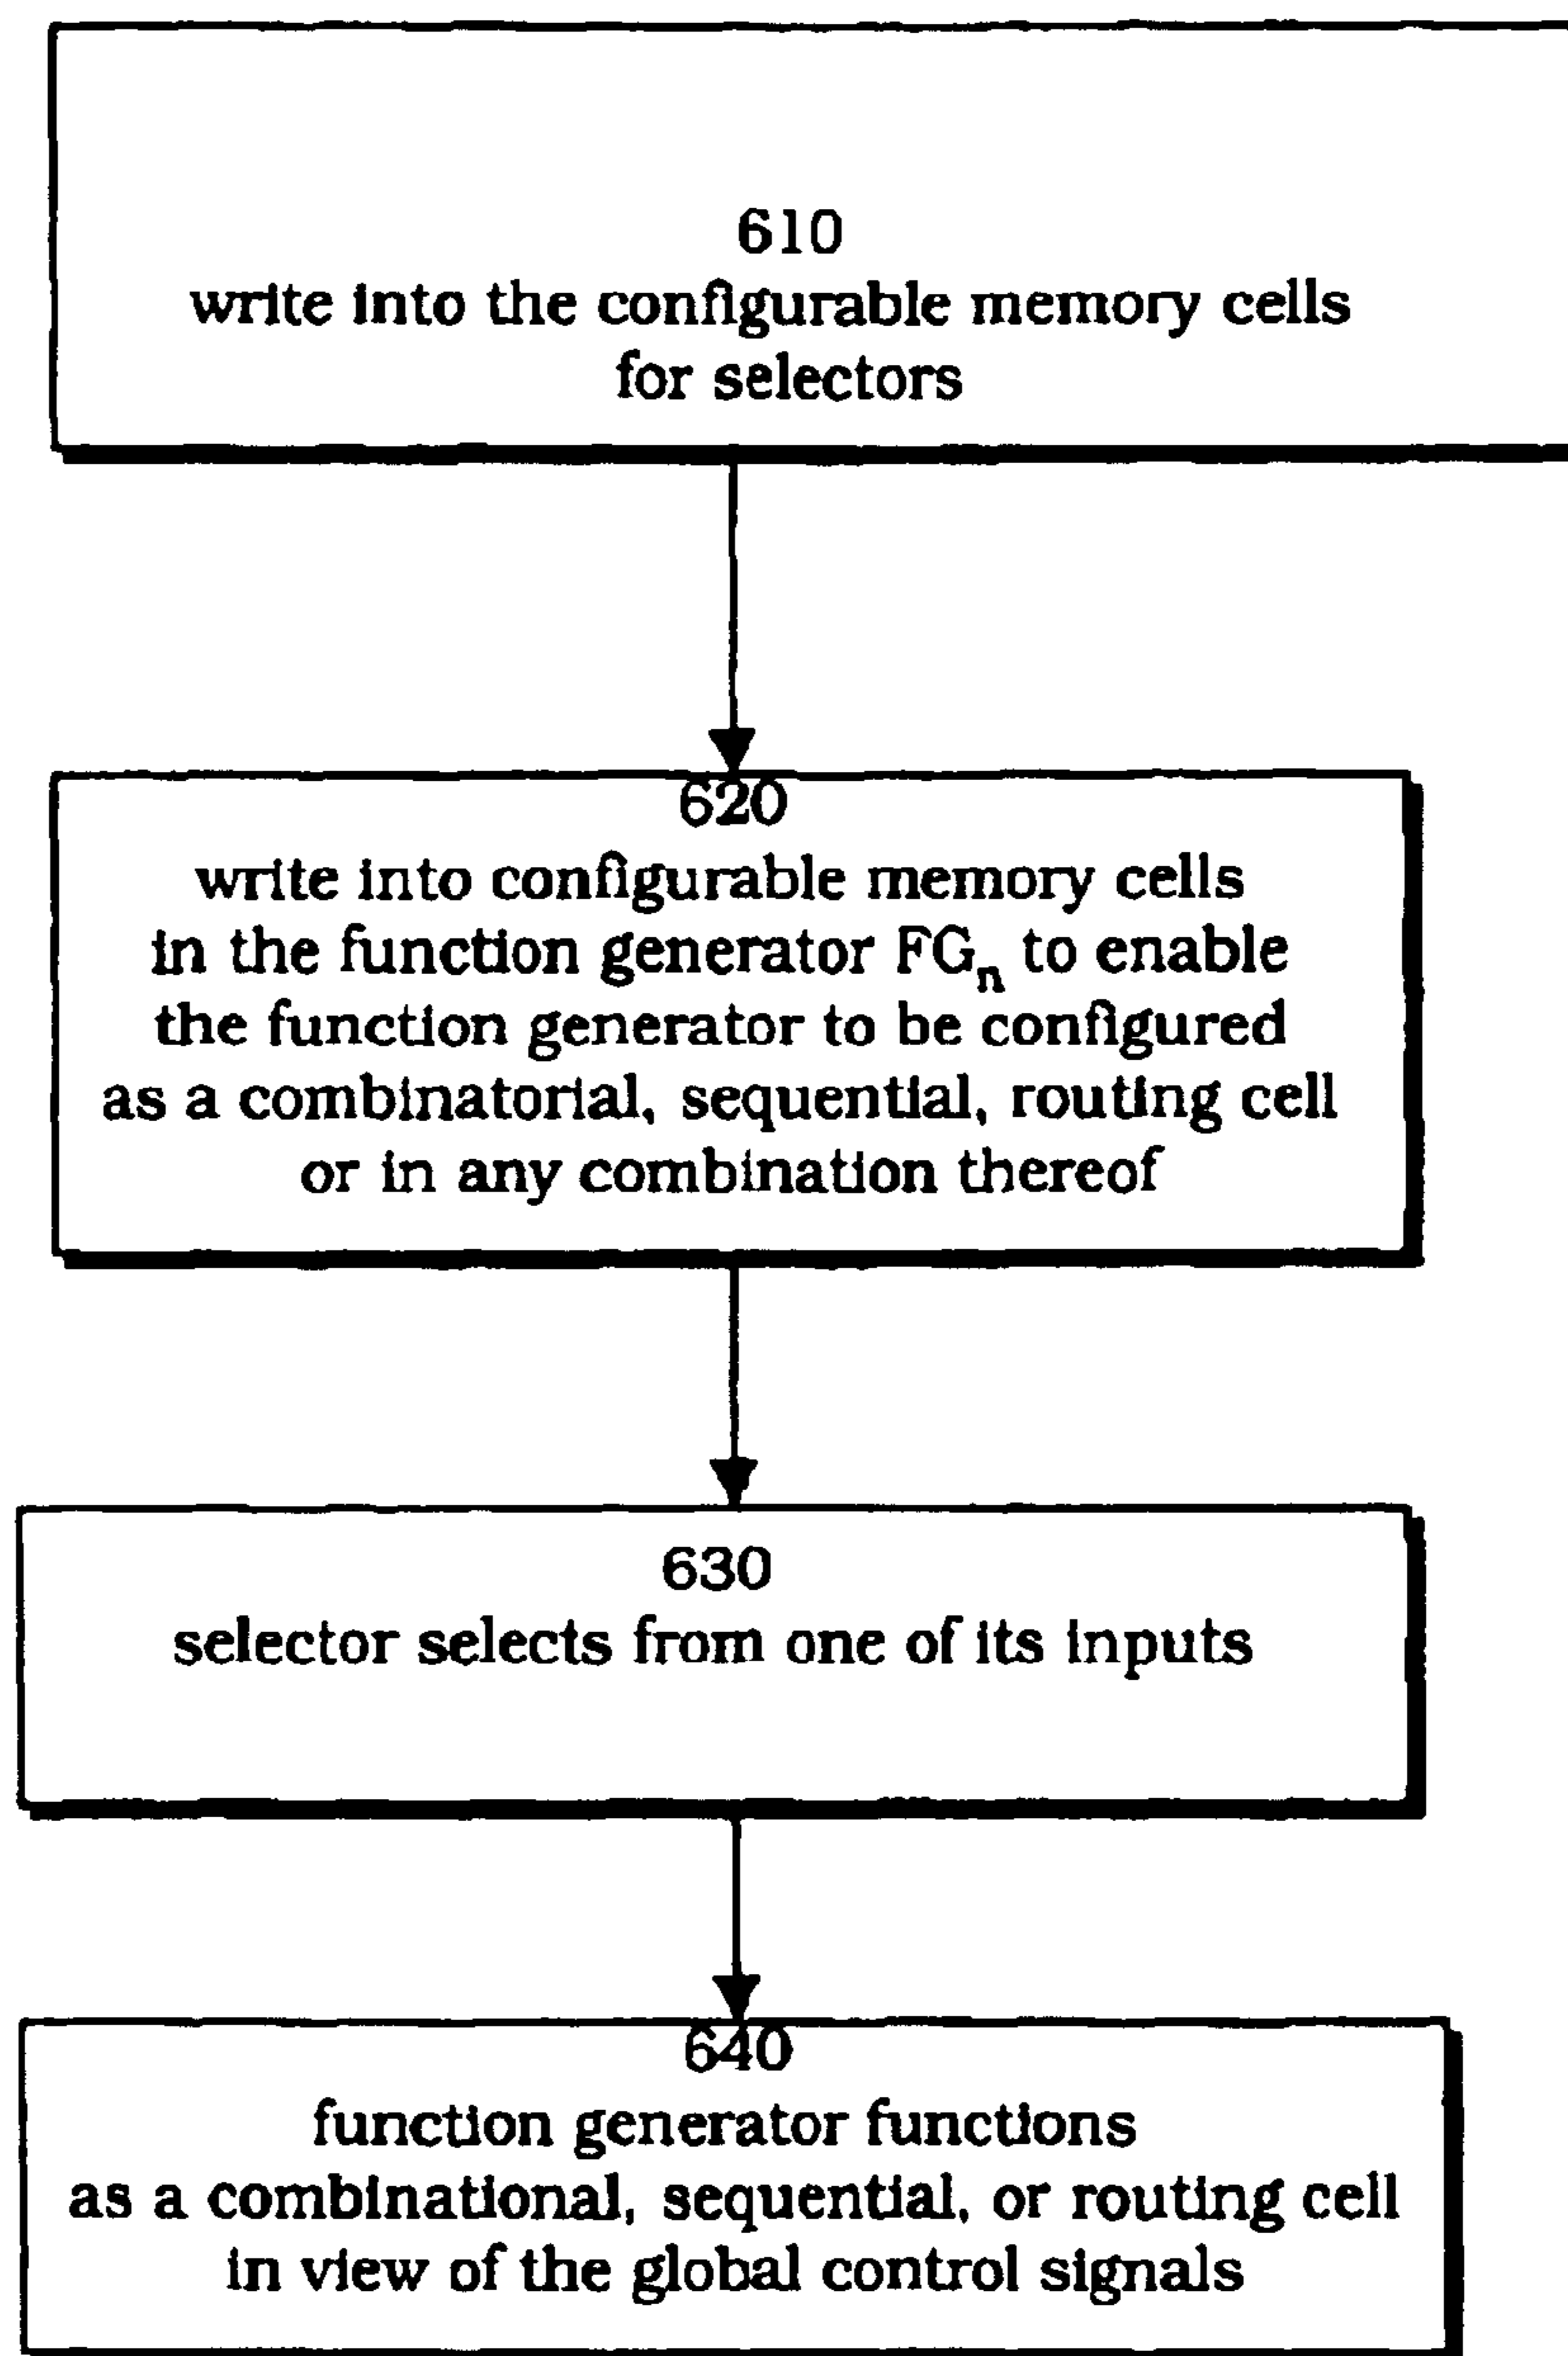 610
write into the configurable memory cells
for selectors
620
write into configurable memory cells
in the function generator FGn to enable
the function generator to be configured
as a combinatorial, sequential, routing cell
or in any combination thereof
630
selector selects from one of its inputs
640
function generator functions
as a combinational, sequential, or routing cell
in view of the global control signals